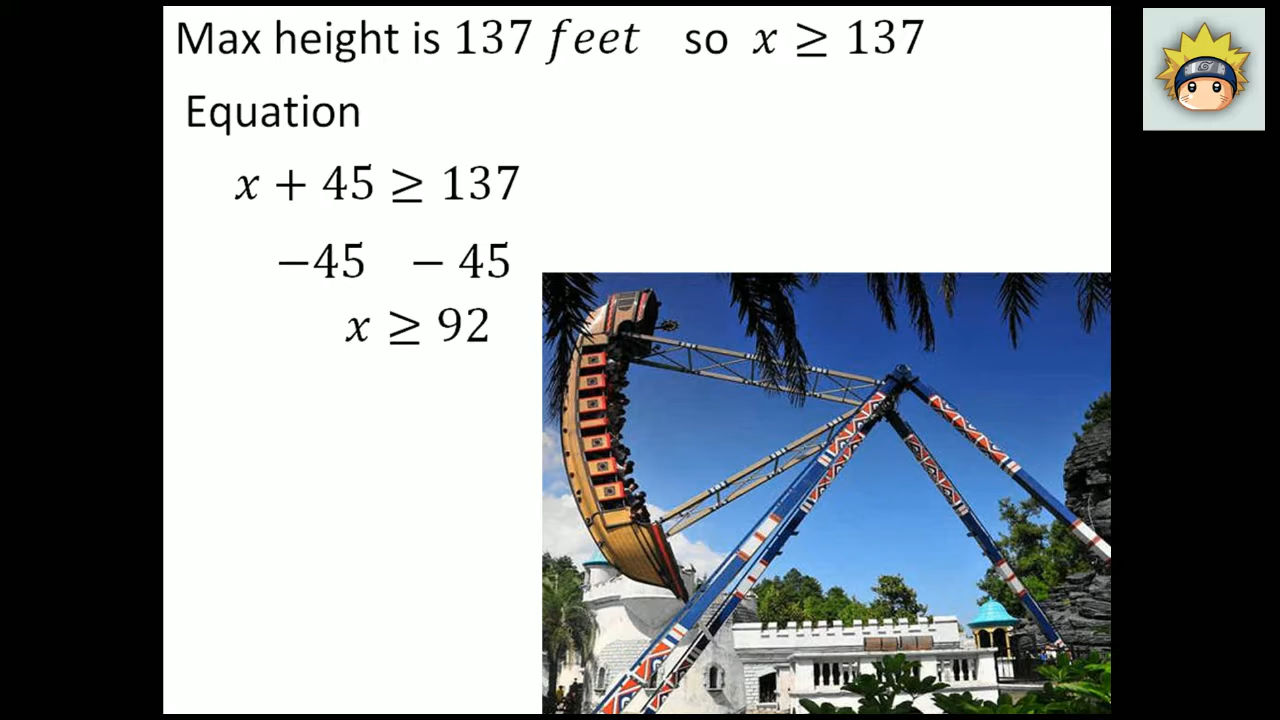 Max height is 137 feet so x ≥ 137
Equation
x + 45 ≥ 137
−45 − 45
x ≥ 92